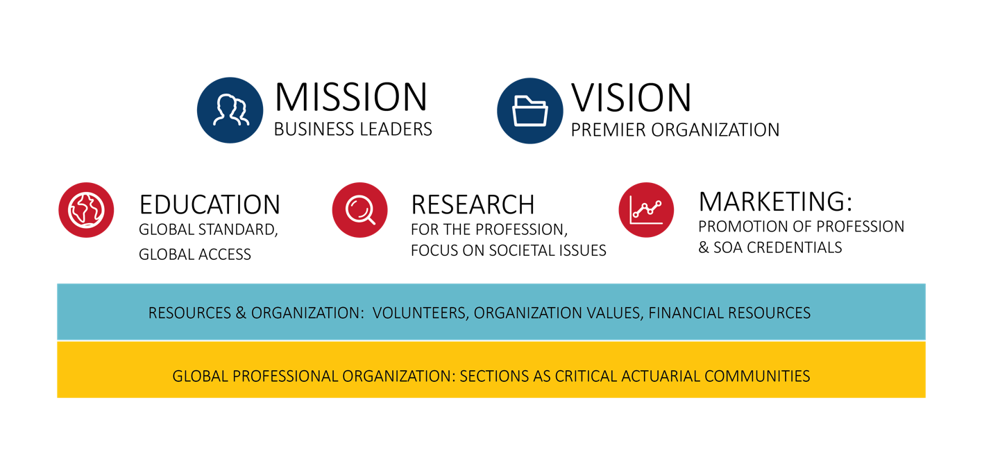 MISSION
BUSINESS LEADERS
VISION
PREMIER ORGANIZATION
EDUCATION
GLOBAL STANDARD,
GLOBAL ACCESS
RESEARCH
FOR THE PROFESSION,
FOCUS ON SOCIETAL ISSUES
MARKETING:
PROMOTION OF PROFESSION
& SOA CREDENTIALS
RESOURCES & ORGANIZATION:  VOLUNTEERS, ORGANIZATION VALUES, FINANCIAL RESOURCES
GLOBAL PROFESSIONAL ORGANIZATION: SECTIONS AS CRITICAL ACTUARIAL COMMUNITIES